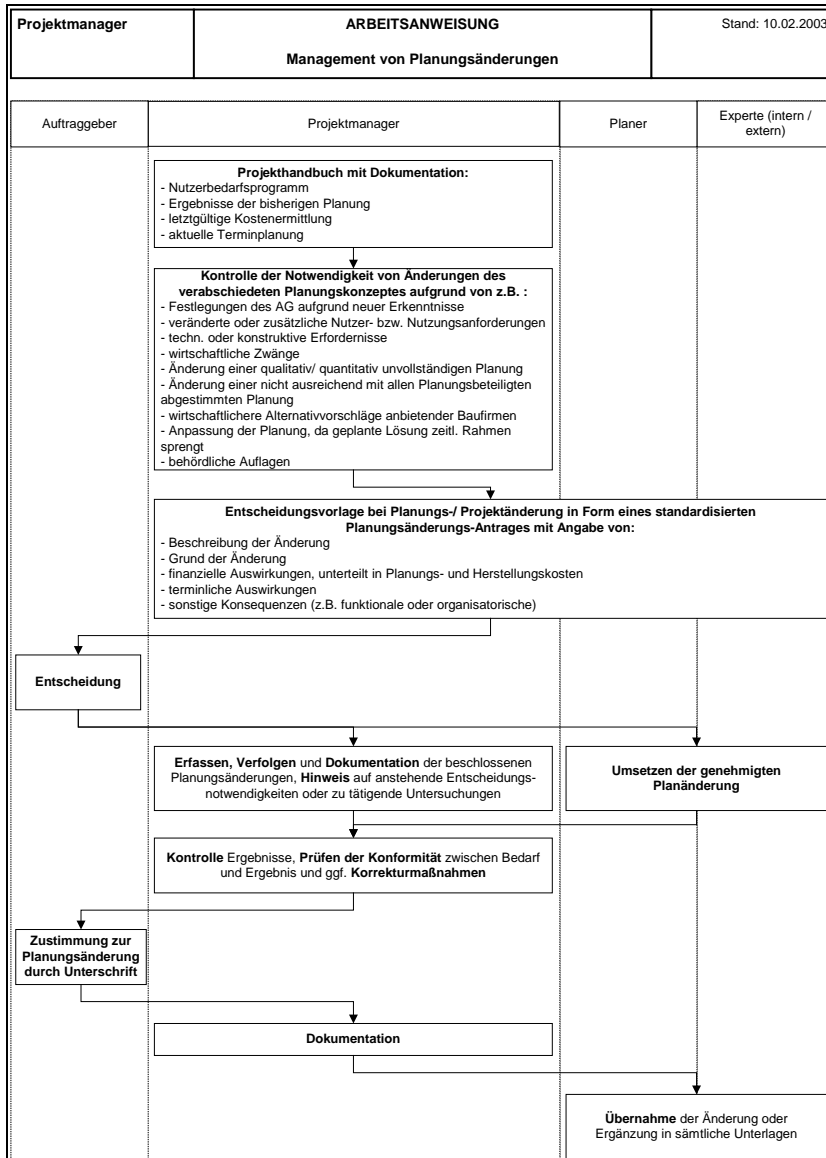 Projektmanager
ARBEITSANWEISUNG
Management von Planungsänderungen
Stand: 10.02.2003
Auftraggeber
Projektmanager
Planer
Experte (intern /
extern)
Projekthandbuch mit Dokumentation:
- Nutzerbedarfsprogramm
- Ergebnisse der bisherigen Planung
- letztgültige Kostenermittlung
- aktuelle Terminplanung
Kontrolle der Notwendigkeit von Änderungen des
verabschiedeten Planungskonzeptes aufgrund von z.B. :
- Festlegungen des AG aufgrund neuer Erkenntnisse
- veränderte oder zusätzliche Nutzer- bzw. Nutzungsanforderungen
- techn. oder konstruktive Erfordernisse
- wirtschaftliche Zwänge
- Änderung einer qualitativ/ quantitativ unvollständigen Planung
- Änderung einer nicht ausreichend mit allen Planungsbeteiligten
abgestimmten Planung
- wirtschaftlichere Alternativvorschläge anbietender Baufirmen
- Anpassung der Planung, da geplante Lösung zeitl. Rahmen
sprengt
- behördliche Auflagen
Entscheidungsvorlage bei Planungs-/ Projektänderung in Form eines standardisierten
Planungsänderungs-Antrages mit Angabe von:
- Beschreibung der Änderung
- Grund der Änderung
- finanzielle Auswirkungen, unterteilt in Planungs- und Herstellungskosten
- terminliche Auswirkungen
- sonstige Konsequenzen (z.B. funktionale oder organisatorische)
Entscheidung
Erfassen, Verfolgen und Dokumentation der beschlossenen
Planungsänderungen, Hinweis auf anstehende Entscheidungs-
notwendigkeiten oder zu tätigende Untersuchungen
Umsetzen der genehmigten
Planänderung
Kontrolle Ergebnisse, Prüfen der Konformität zwischen Bedarf
und Ergebnis und ggf. Korrekturmaßnahmen
Zustimmung zur
Planungsänderung
durch Unterschrift
Dokumentation
Übernahme der Änderung oder
Ergänzung in sämtliche Unterlagen